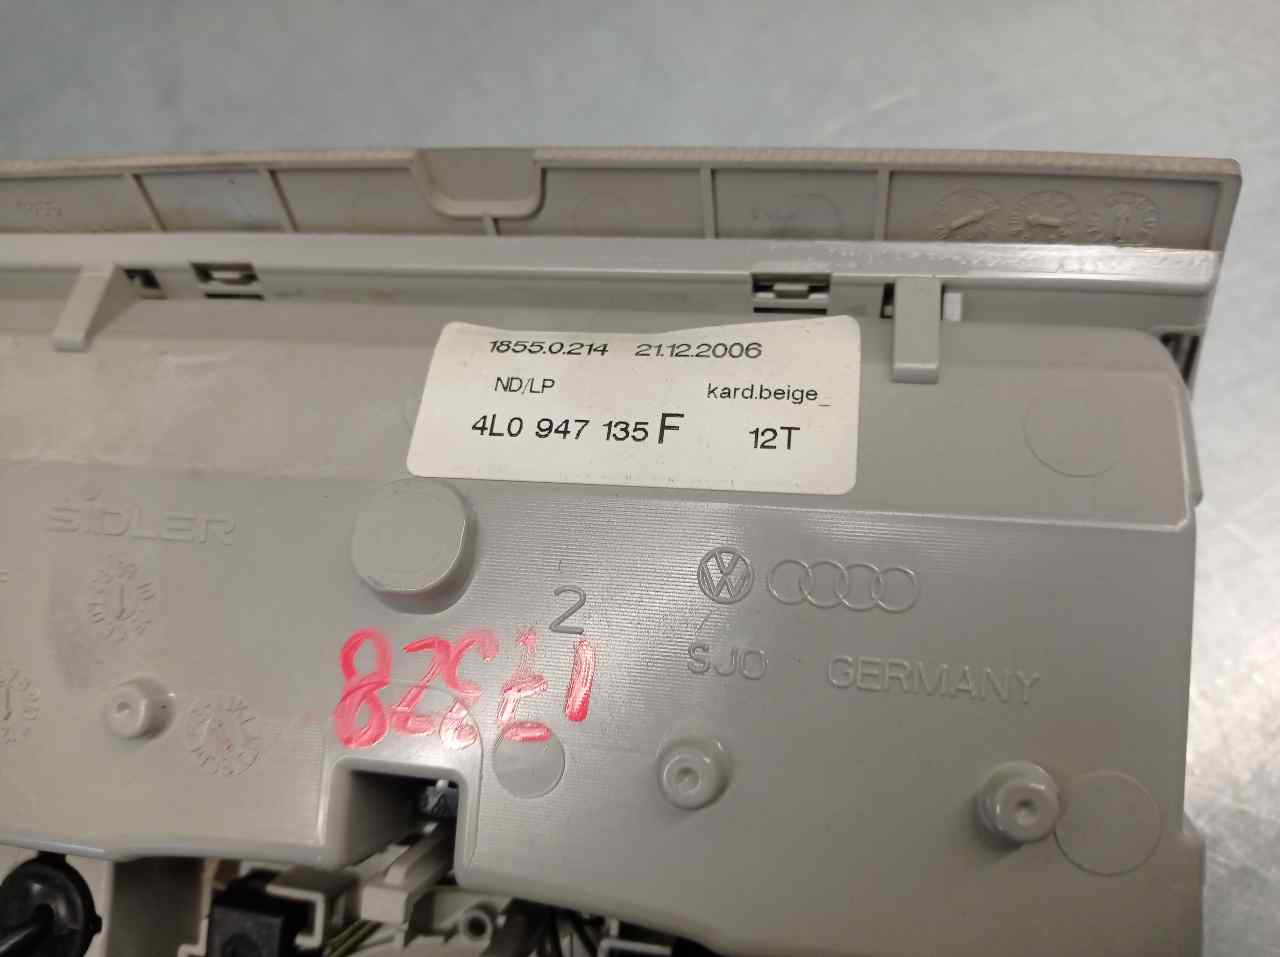 1855.0.214 21.12.2006
ND/LP kard.beige_
4L0 947 135 F 12T
SiDLER
2
SJO GERMANY